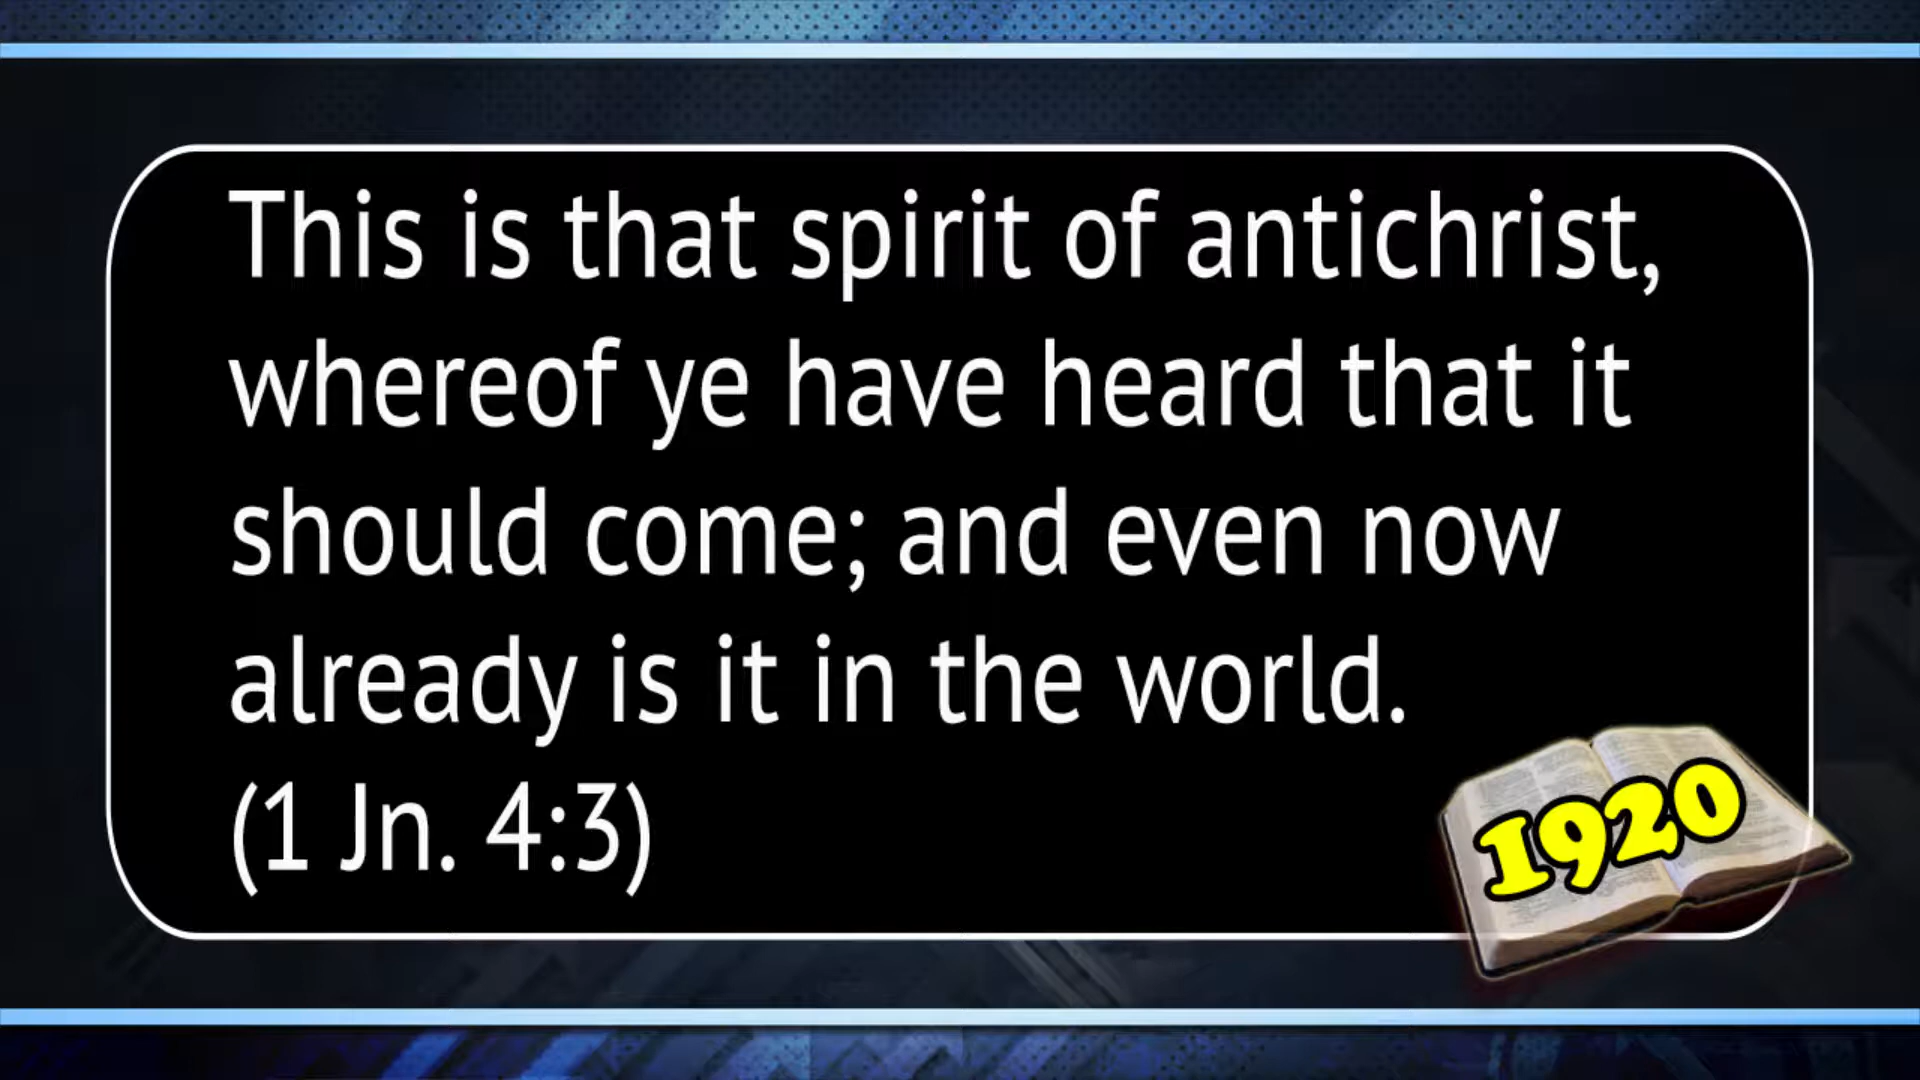 This is that spirit of antichrist,
whereof ye have heard that it
should come; and even now
already is it in the world.
(1 Jn. 4:3)
1920